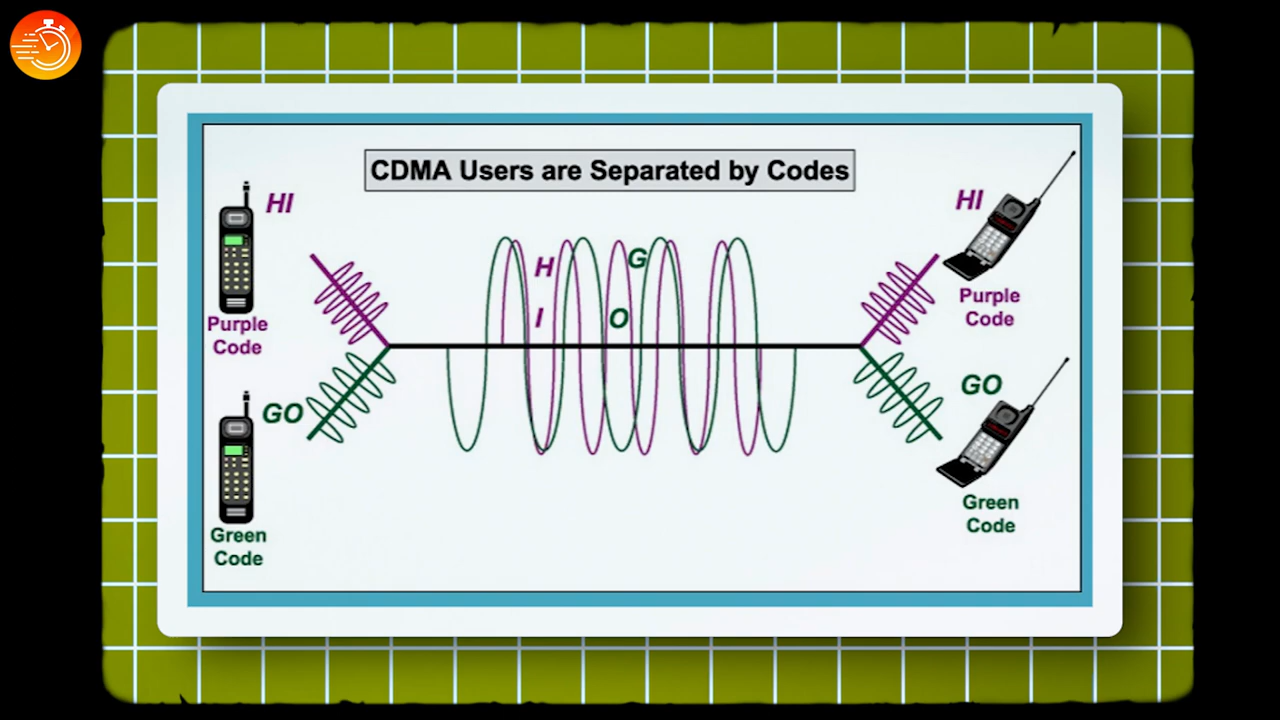 CDMA Users are Separated by Codes
HI
HI
H
G
I
O
Purple
Code
Purple
Code
GO
GO
Green
Code
Green
Code